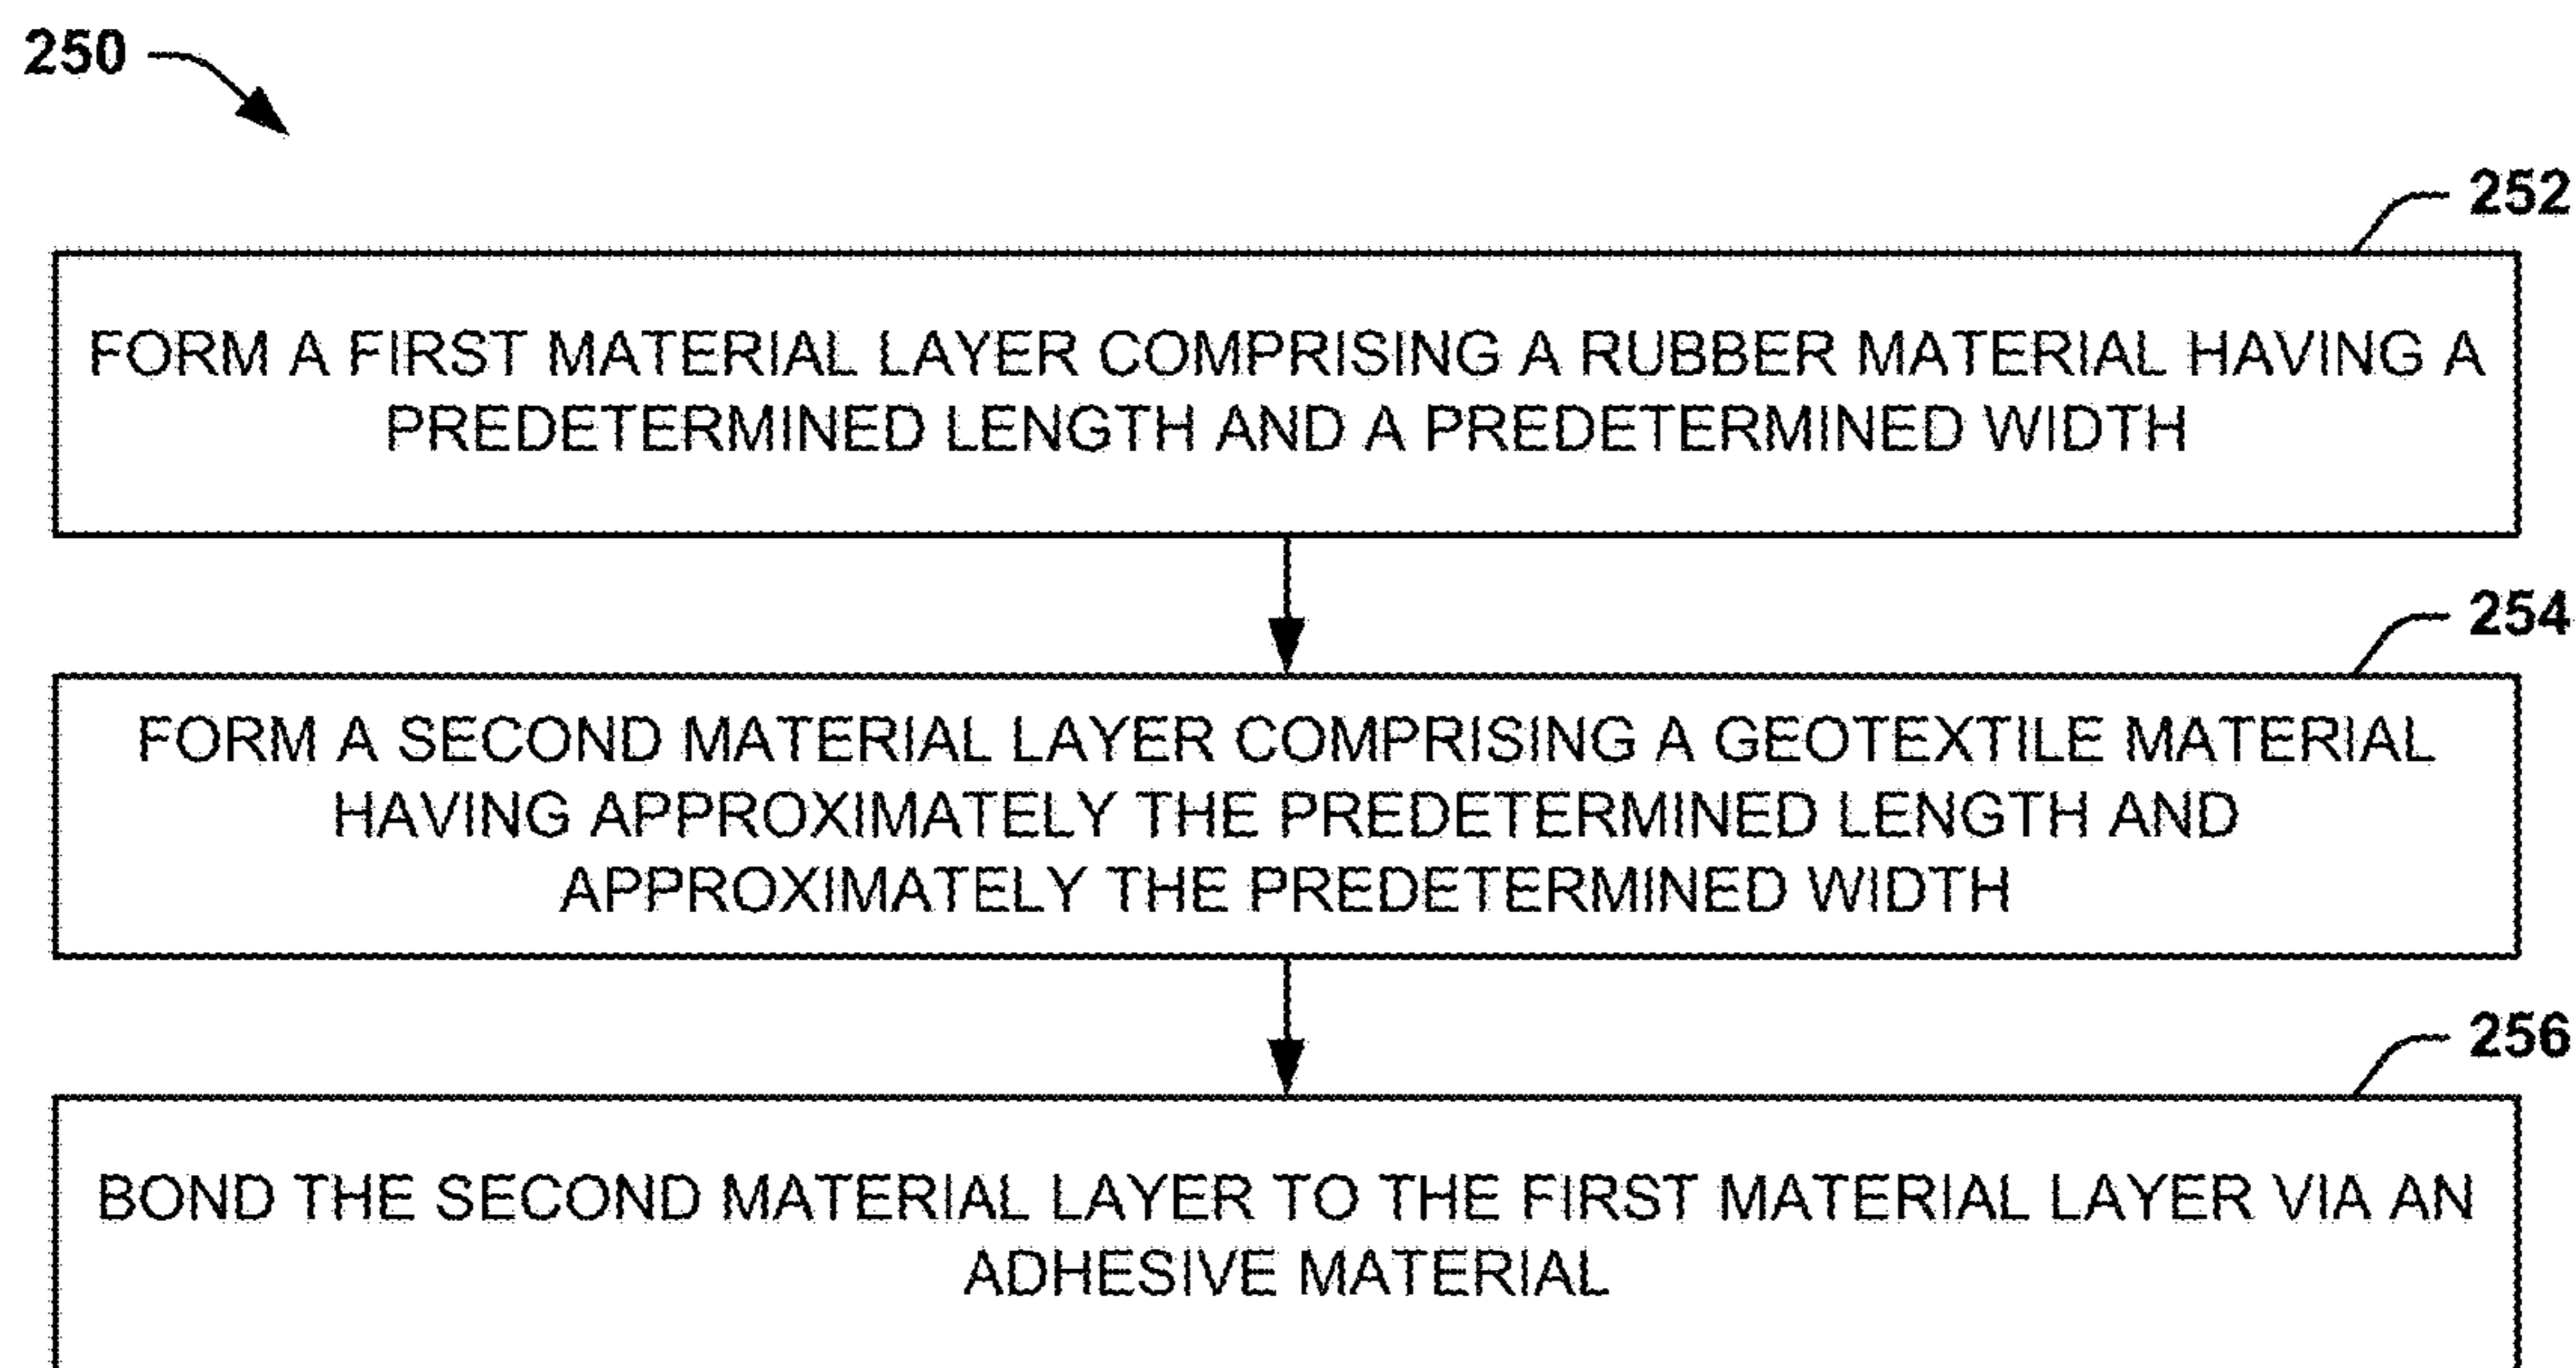 250
252
FORM A FIRST MATERIAL LAYER COMPRISING A RUBBER MATERIAL HAVING A
PREDETERMINED LENGTH AND A PREDETERMINED WIDTH
254
FORM A SECOND MATERIAL LAYER COMPRISING A GEOTEXTILE MATERIAL
HAVING APPROXIMATELY THE PREDETERMINED LENGTH AND
APPROXIMATELY THE PREDETERMINED WIDTH
256
BOND THE SECOND MATERIAL LAYER TO THE FIRST MATERIAL LAYER VIA AN
ADHESIVE MATERIAL